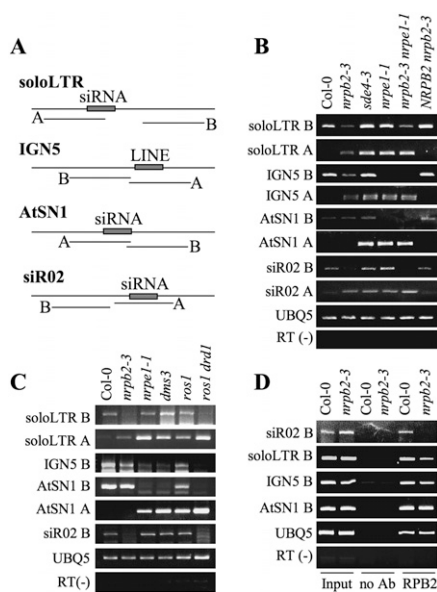 A
soloLTR
siRNA
A
B
IGN5
LINE
B
A
AtSN1
siRNA
A
B
siR02
siRNA
A
B
B
Col-0
nrpb2-3
sde4-3
nrpe1-1
nrpb2-3 nrpe1-1
NRPB2 nrpb2-3
soloLTR B
soloLTR A
IGN5 B
IGN5 A
AtSN1 B
AtSN1 A
siR02 B
siR02 A
UBQ5
RT (-)
C
Col-0
nrpb2-3
nrpe1-1
dms3
ros1
ros1 drd1
soloLTR B
soloLTR A
IGN5 B
AtSN1 B
AtSN1 A
siR02 B
UBQ5
RT(-)
D
Col-0
nrpb2-3
Col-0
nrpb2-3
Col-0
nrpb2-3
siR02 B
soloLTR B
IGN5 B
AtSN1 B
UBQ5
RT (-)
Input no Ab RPB2